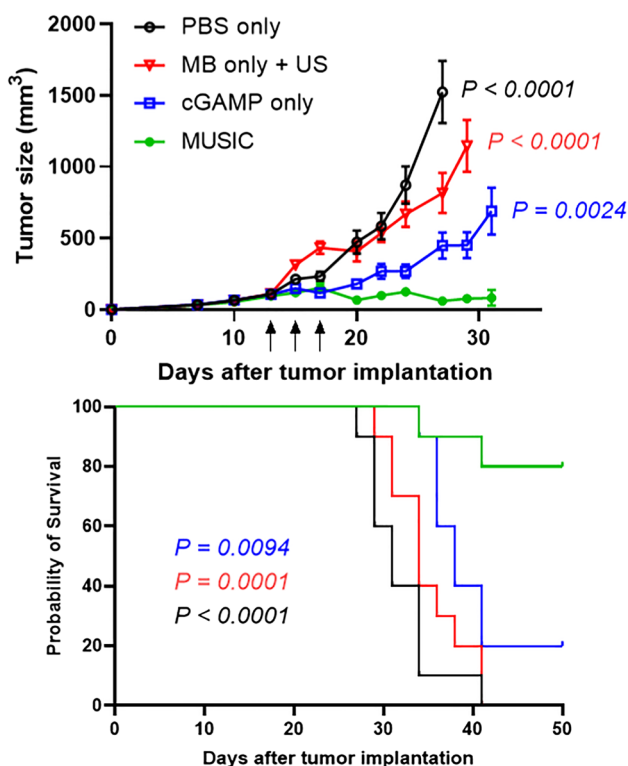 2000
1500
1000
500
0
Tumor size (mm³)
PBS only
MB only + US
cGAMP only
MUSIC
P < 0.0001
P < 0.0001
P = 0.0024
0 10 20 30
Days after tumor implantation
100
80
60
40
20
0
Probability of Survival
P = 0.0094
P = 0.0001
P < 0.0001
0 10 20 30 40 50
Days after tumor implantation